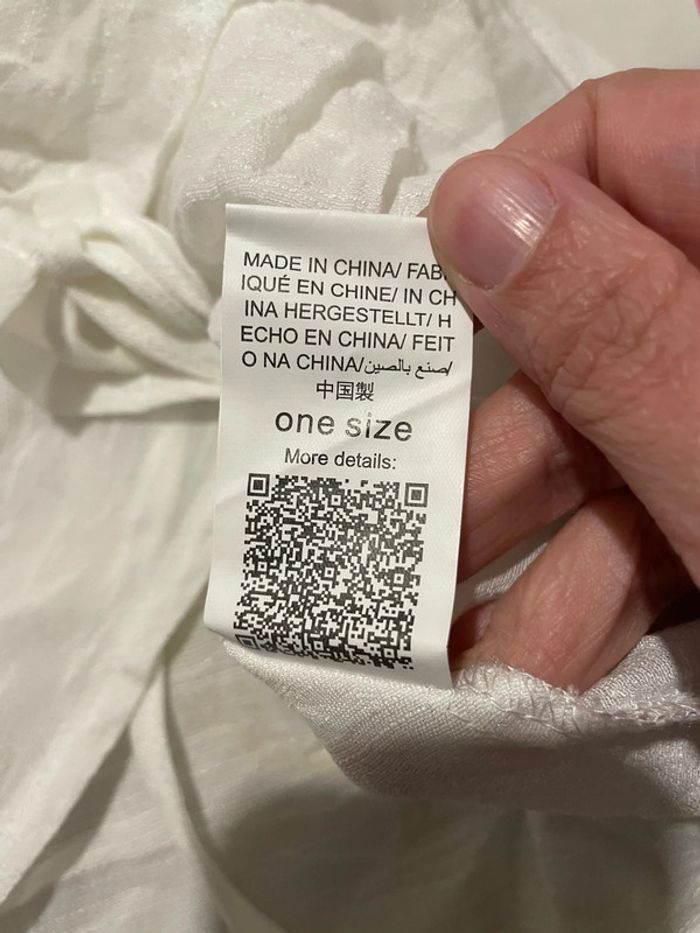 MADE IN CHINA/ FAB
IQUÉ EN CHINE/ IN CH
INA HERGESTELLT/ H
ECHO EN CHINA/ FEIT
O NA CHINA/صنع بالصين/
中国製
one size
More details: